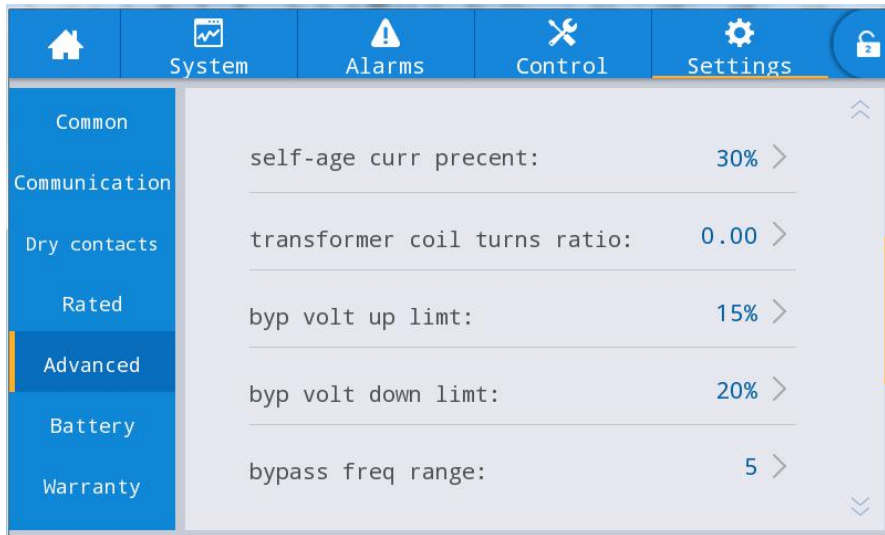 System Alarms Control Settings 2
Common
Communication
Dry contacts
Rated
Advanced
Battery
Warranty
self-age curr precent: 30%
transformer coil turns ratio: 0.00
byp volt up limt: 15%
byp volt down limt: 20%
bypass freq range: 5